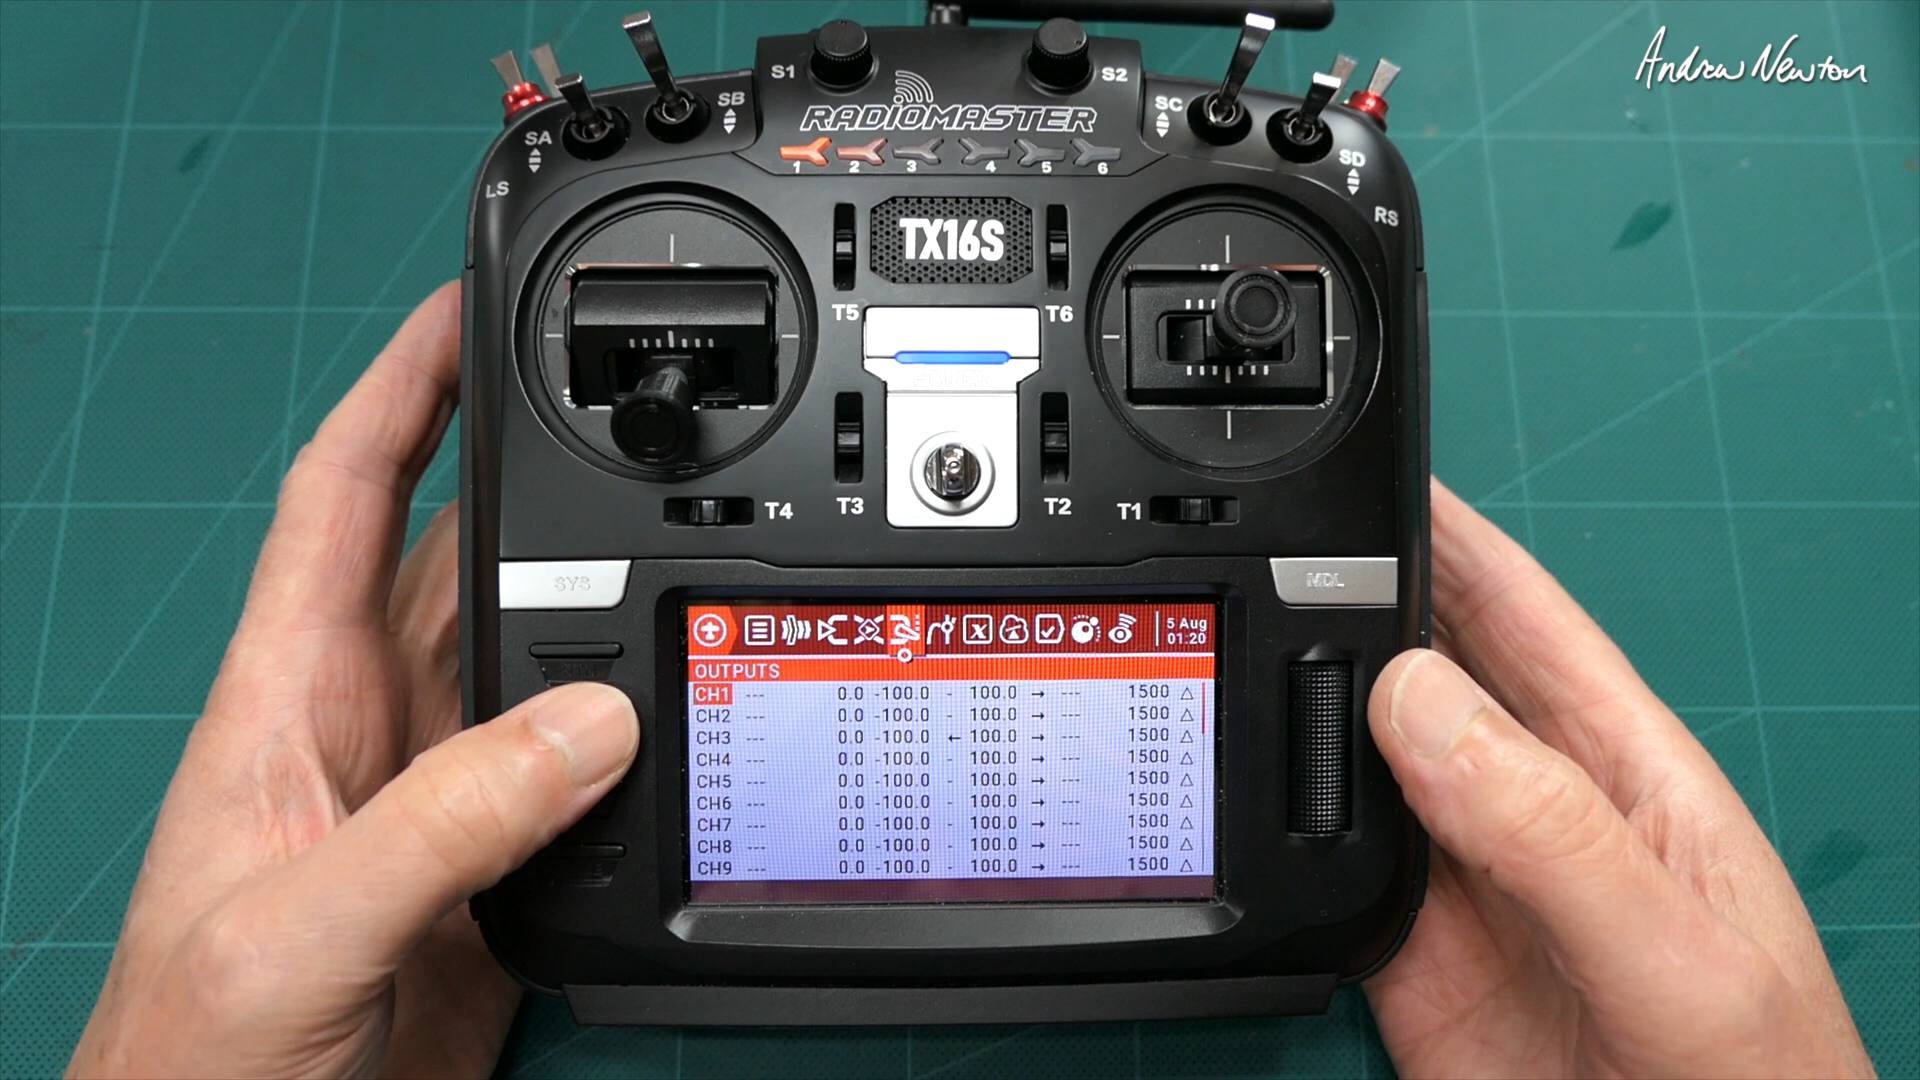 Andrew Newton
S1
S2
SB
SC
RADIOMASTER
SA
SD
1 2 3 4 5 6
LS
RS
TX16S
T5
T6
T4
T3
T2
T1
SYS
MDL
X
5 Aug
01:20
OUTPUTS
CH1 --- 0.0 -100.0 - 100.0 → --- 1500 △
CH2 --- 0.0 -100.0 - 100.0 → --- 1500 △
CH3 --- 0.0 -100.0 ← 100.0 → --- 1500 △
CH4 --- 0.0 -100.0 - 100.0 → --- 1500 △
CH5 --- 0.0 -100.0 - 100.0 → --- 1500 △
CH6 --- 0.0 -100.0 - 100.0 → --- 1500 △
CH7 --- 0.0 -100.0 - 100.0 → --- 1500 △
CH8 --- 0.0 -100.0 - 100.0 → --- 1500 △
CH9 --- 0.0 -100.0 - 100.0 → --- 1500 △